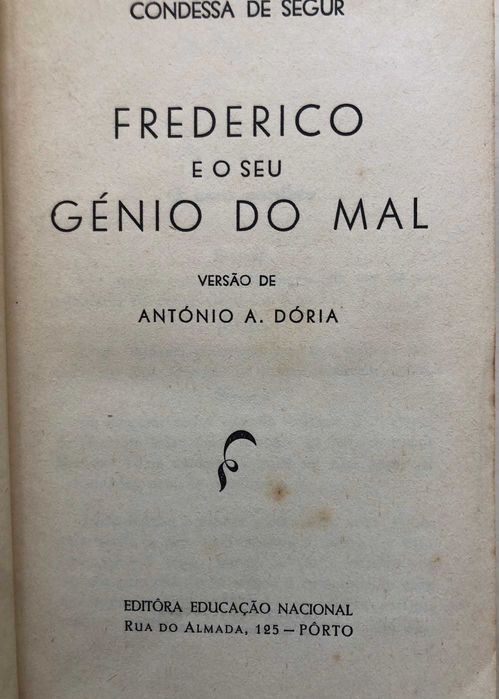 CONDESSA DE SEGUR
FREDERICO
E O SEU
GÉNIO DO MAL
VERSÃO DE
ANTÓNIO A. DÓRIA
EDITÔRA EDUCAÇÃO NACIONAL
RUA DO ALMADA, 125 — PÔRTO